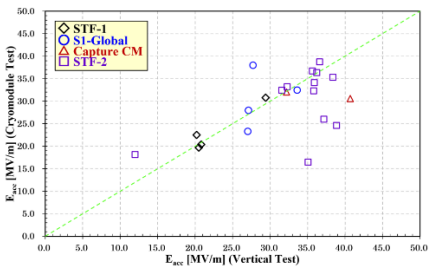 50.0
45.0
40.0
35.0
30.0
25.0
20.0
15.0
10.0
5.0
0.0
E_acc [MV/m] (Cryomodule Test)
STF-1
S1-Global
Capture CM
STF-2
0.0 5.0 10.0 15.0 20.0 25.0 30.0 35.0 40.0 45.0 50.0
E_acc [MV/m] (Vertical Test)